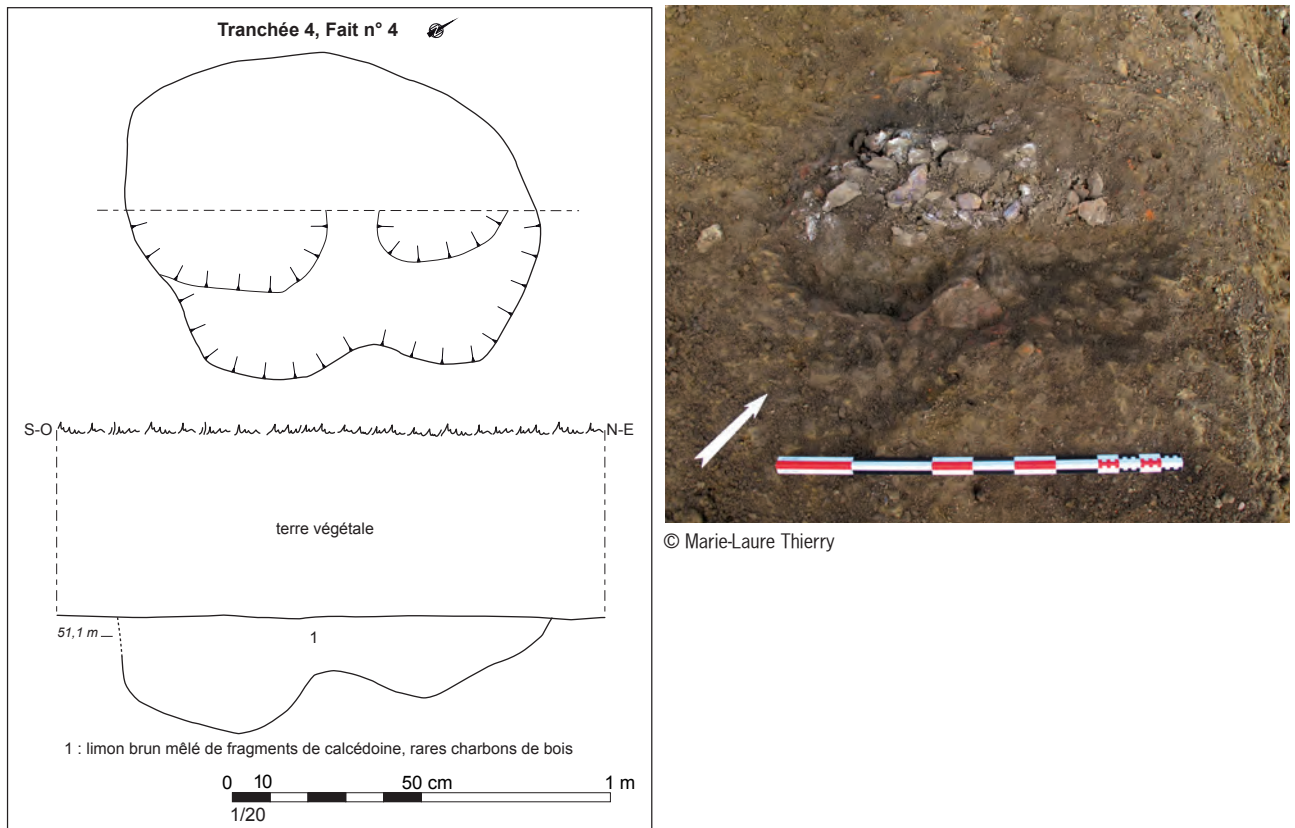 Tranchée 4, Fait n° 4
S-O N-E
terre végétale
51,1 m
1
1 : limon brun mêlé de fragments de calcédoine, rares charbons de bois
0 10 50 cm 1 m
1/20
© Marie-Laure Thierry